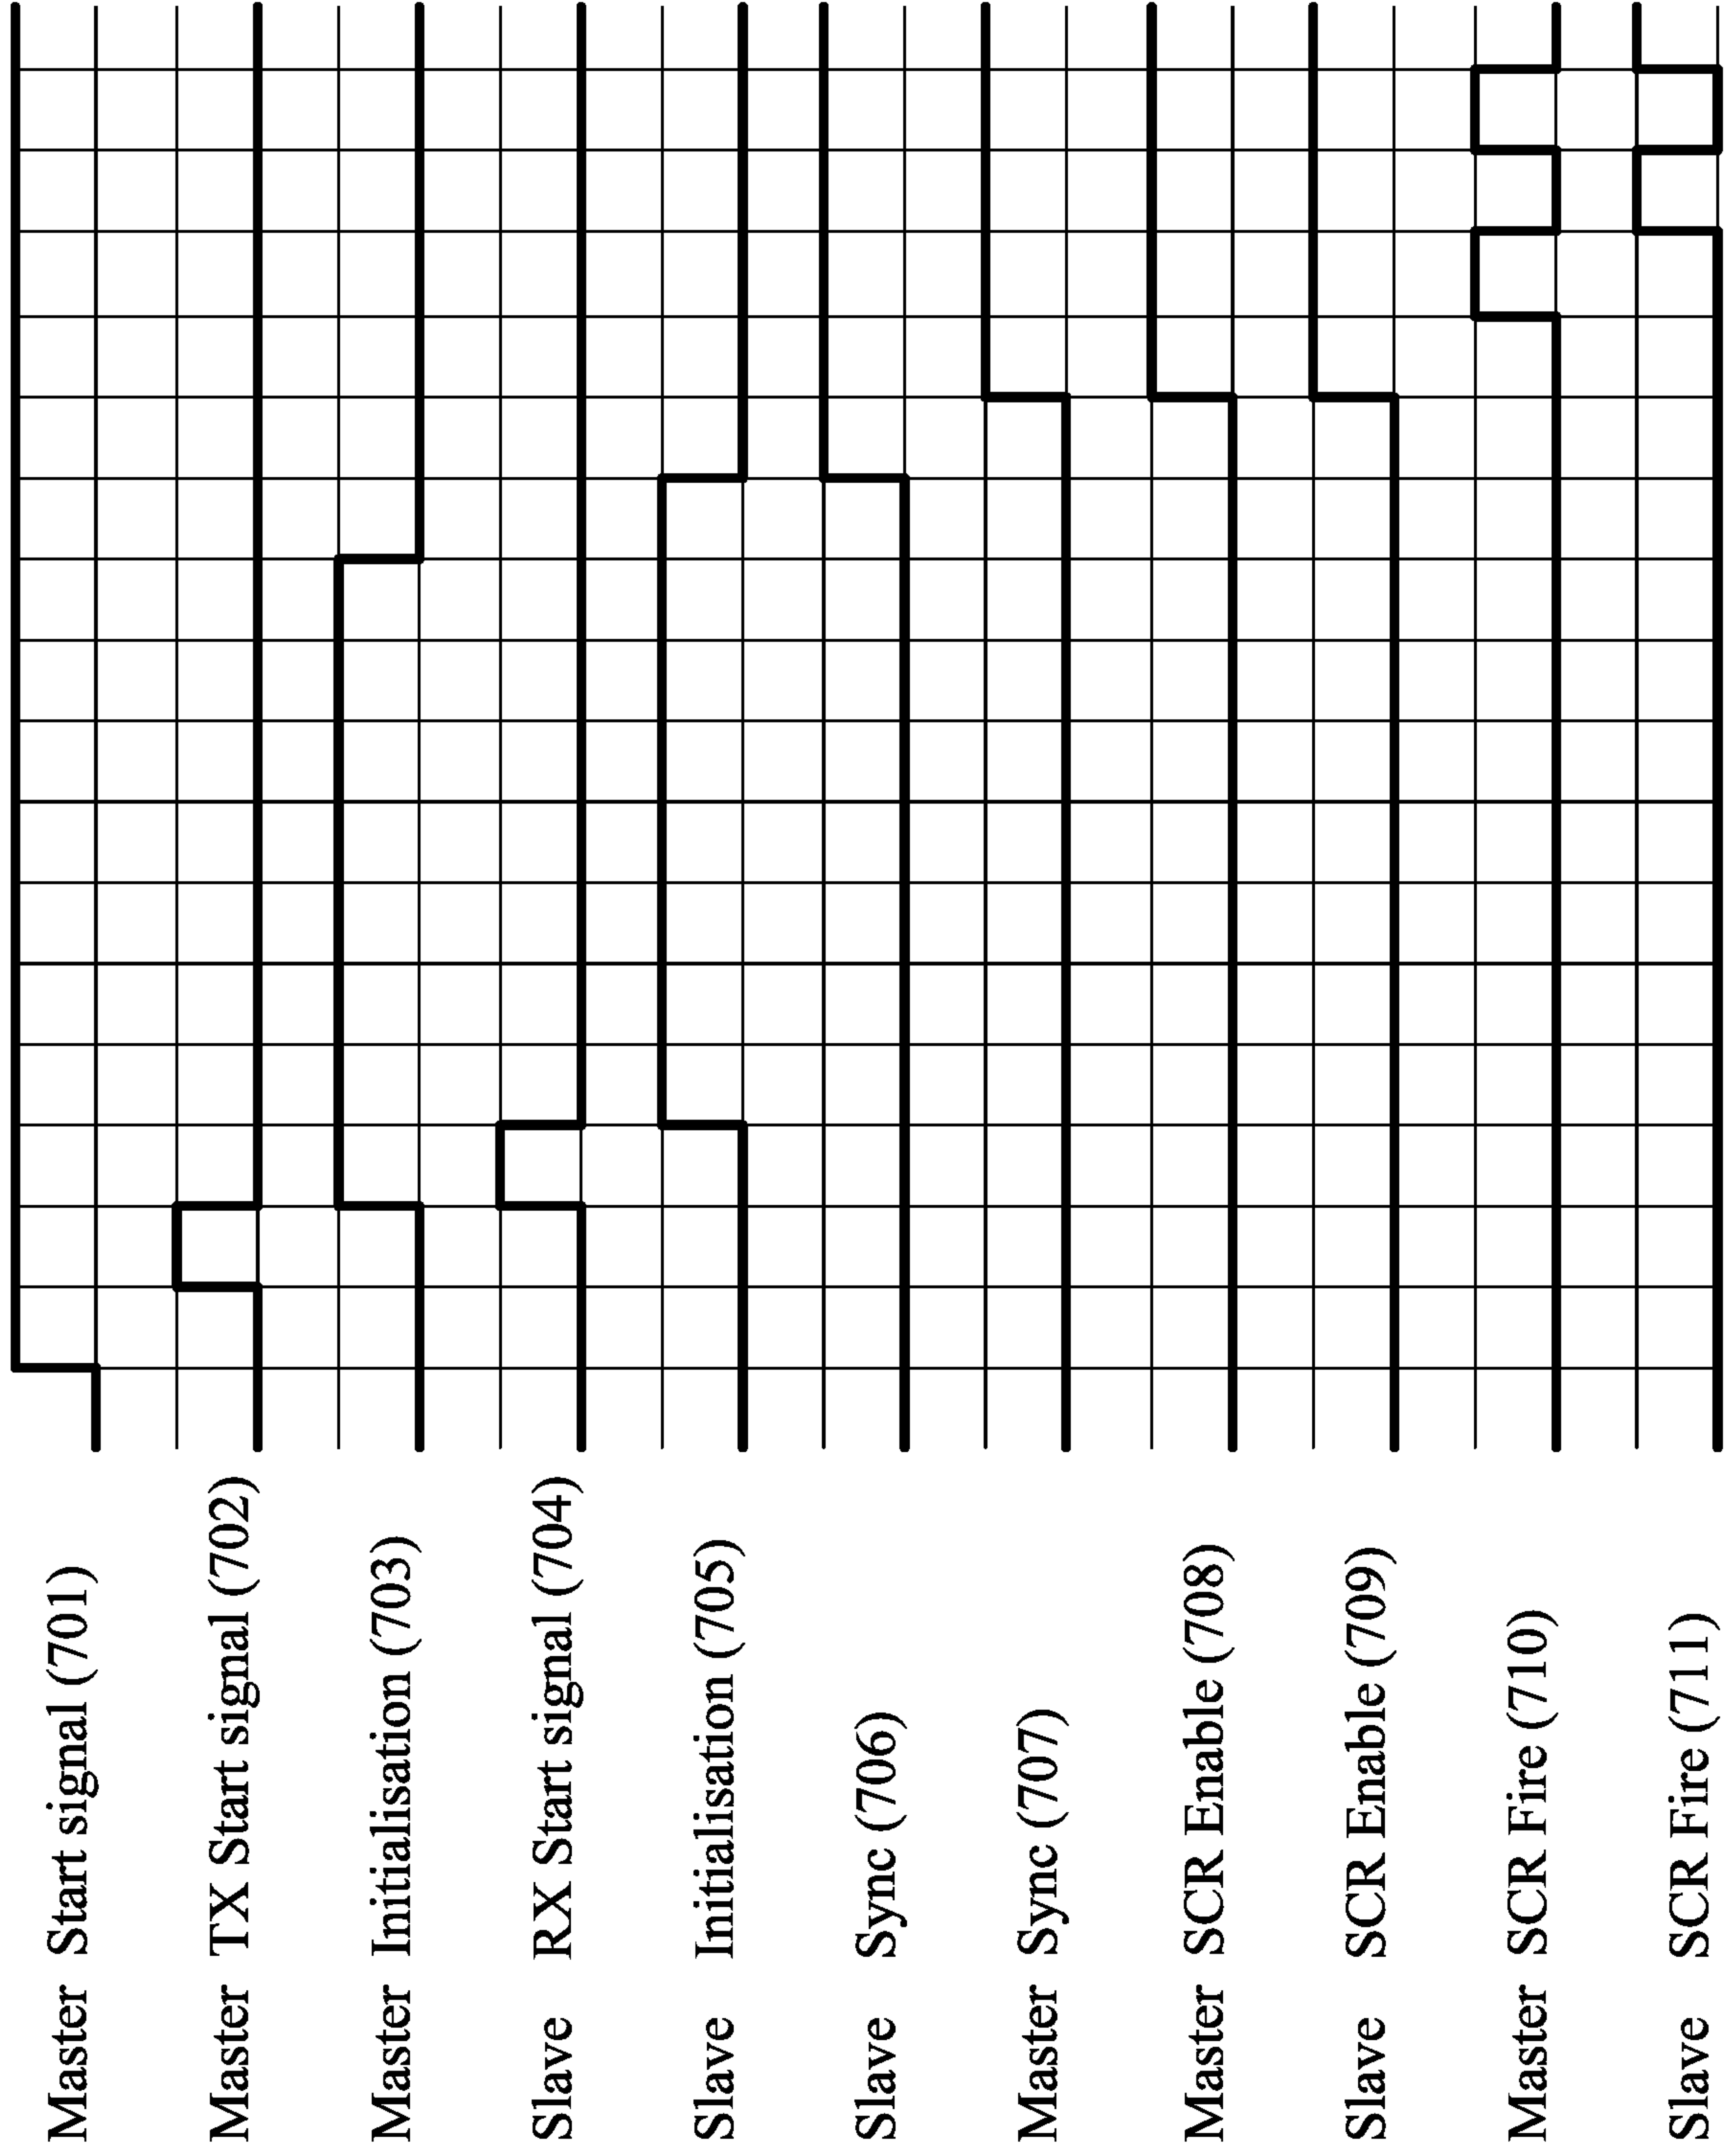 Master Start signal (701)
Master TX Start signal (702)
Master Initialisation (703)
Slave RX Start signal (704)
Slave Initialisation (705)
Slave Sync (706)
Master Sync (707)
Master SCR Enable (708)
Slave SCR Enable (709)
Master SCR Fire (710)
Slave SCR Fire (711)